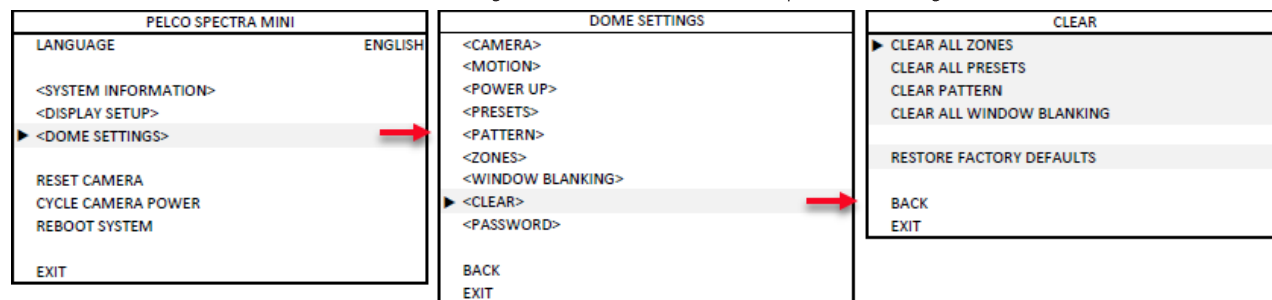 PELCO SPECTRA MINI
LANGUAGE ENGLISH
<SYSTEM INFORMATION>
<DISPLAY SETUP>
<DOME SETTINGS>
RESET CAMERA
CYCLE CAMERA POWER
REBOOT SYSTEM
EXIT
DOME SETTINGS
<CAMERA>
<MOTION>
<POWER UP>
<PRESETS>
<PATTERN>
<ZONES>
<WINDOW BLANKING>
<CLEAR>
<PASSWORD>
BACK
EXIT
CLEAR
CLEAR ALL ZONES
CLEAR ALL PRESETS
CLEAR PATTERN
CLEAR ALL WINDOW BLANKING
RESTORE FACTORY DEFAULTS
BACK
EXIT